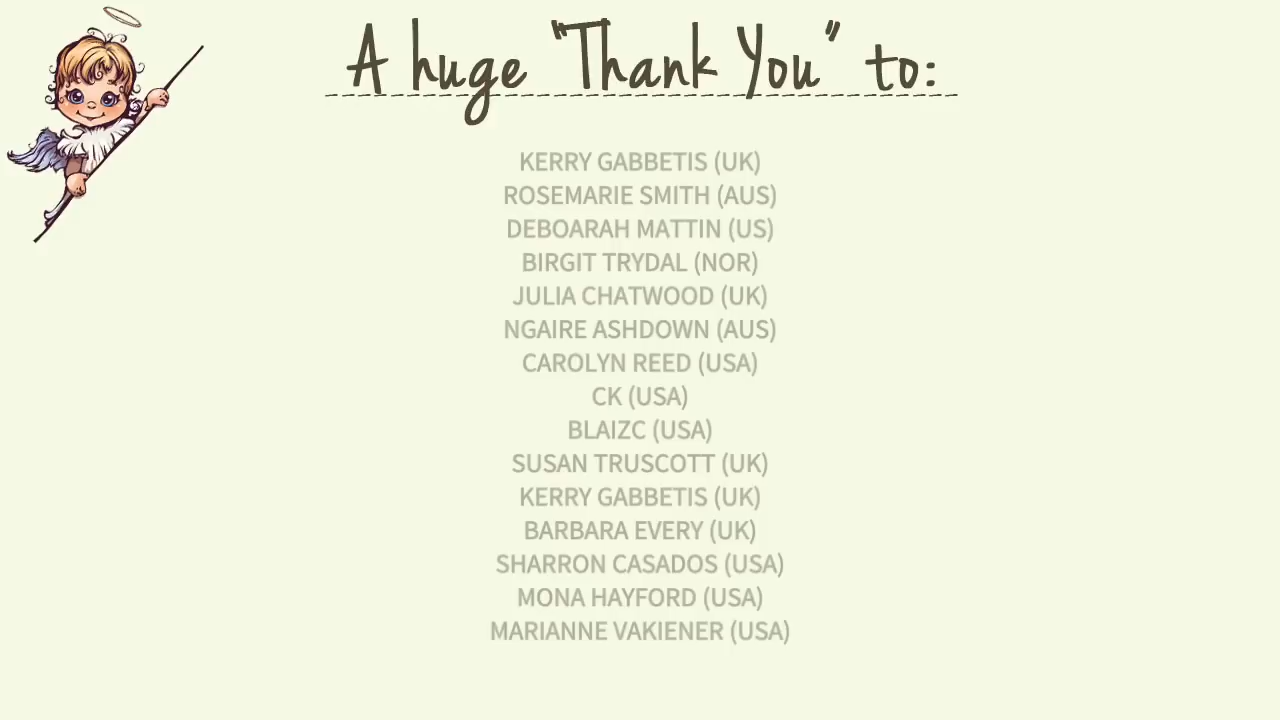 A huge "Thank You" to:
KERRY GABBETIS (UK)
ROSEMARIE SMITH (AUS)
DEBOARAH MATTIN (US)
BIRGIT TRYDAL (NOR)
JULIA CHATWOOD (UK)
NGAIRE ASHDOWN (AUS)
CAROLYN REED (USA)
CK (USA)
BLAIZC (USA)
SUSAN TRUSCOTT (UK)
KERRY GABBETIS (UK)
BARBARA EVERY (UK)
SHARRON CASADOS (USA)
MONA HAYFORD (USA)
MARIANNE VAKIENER (USA)